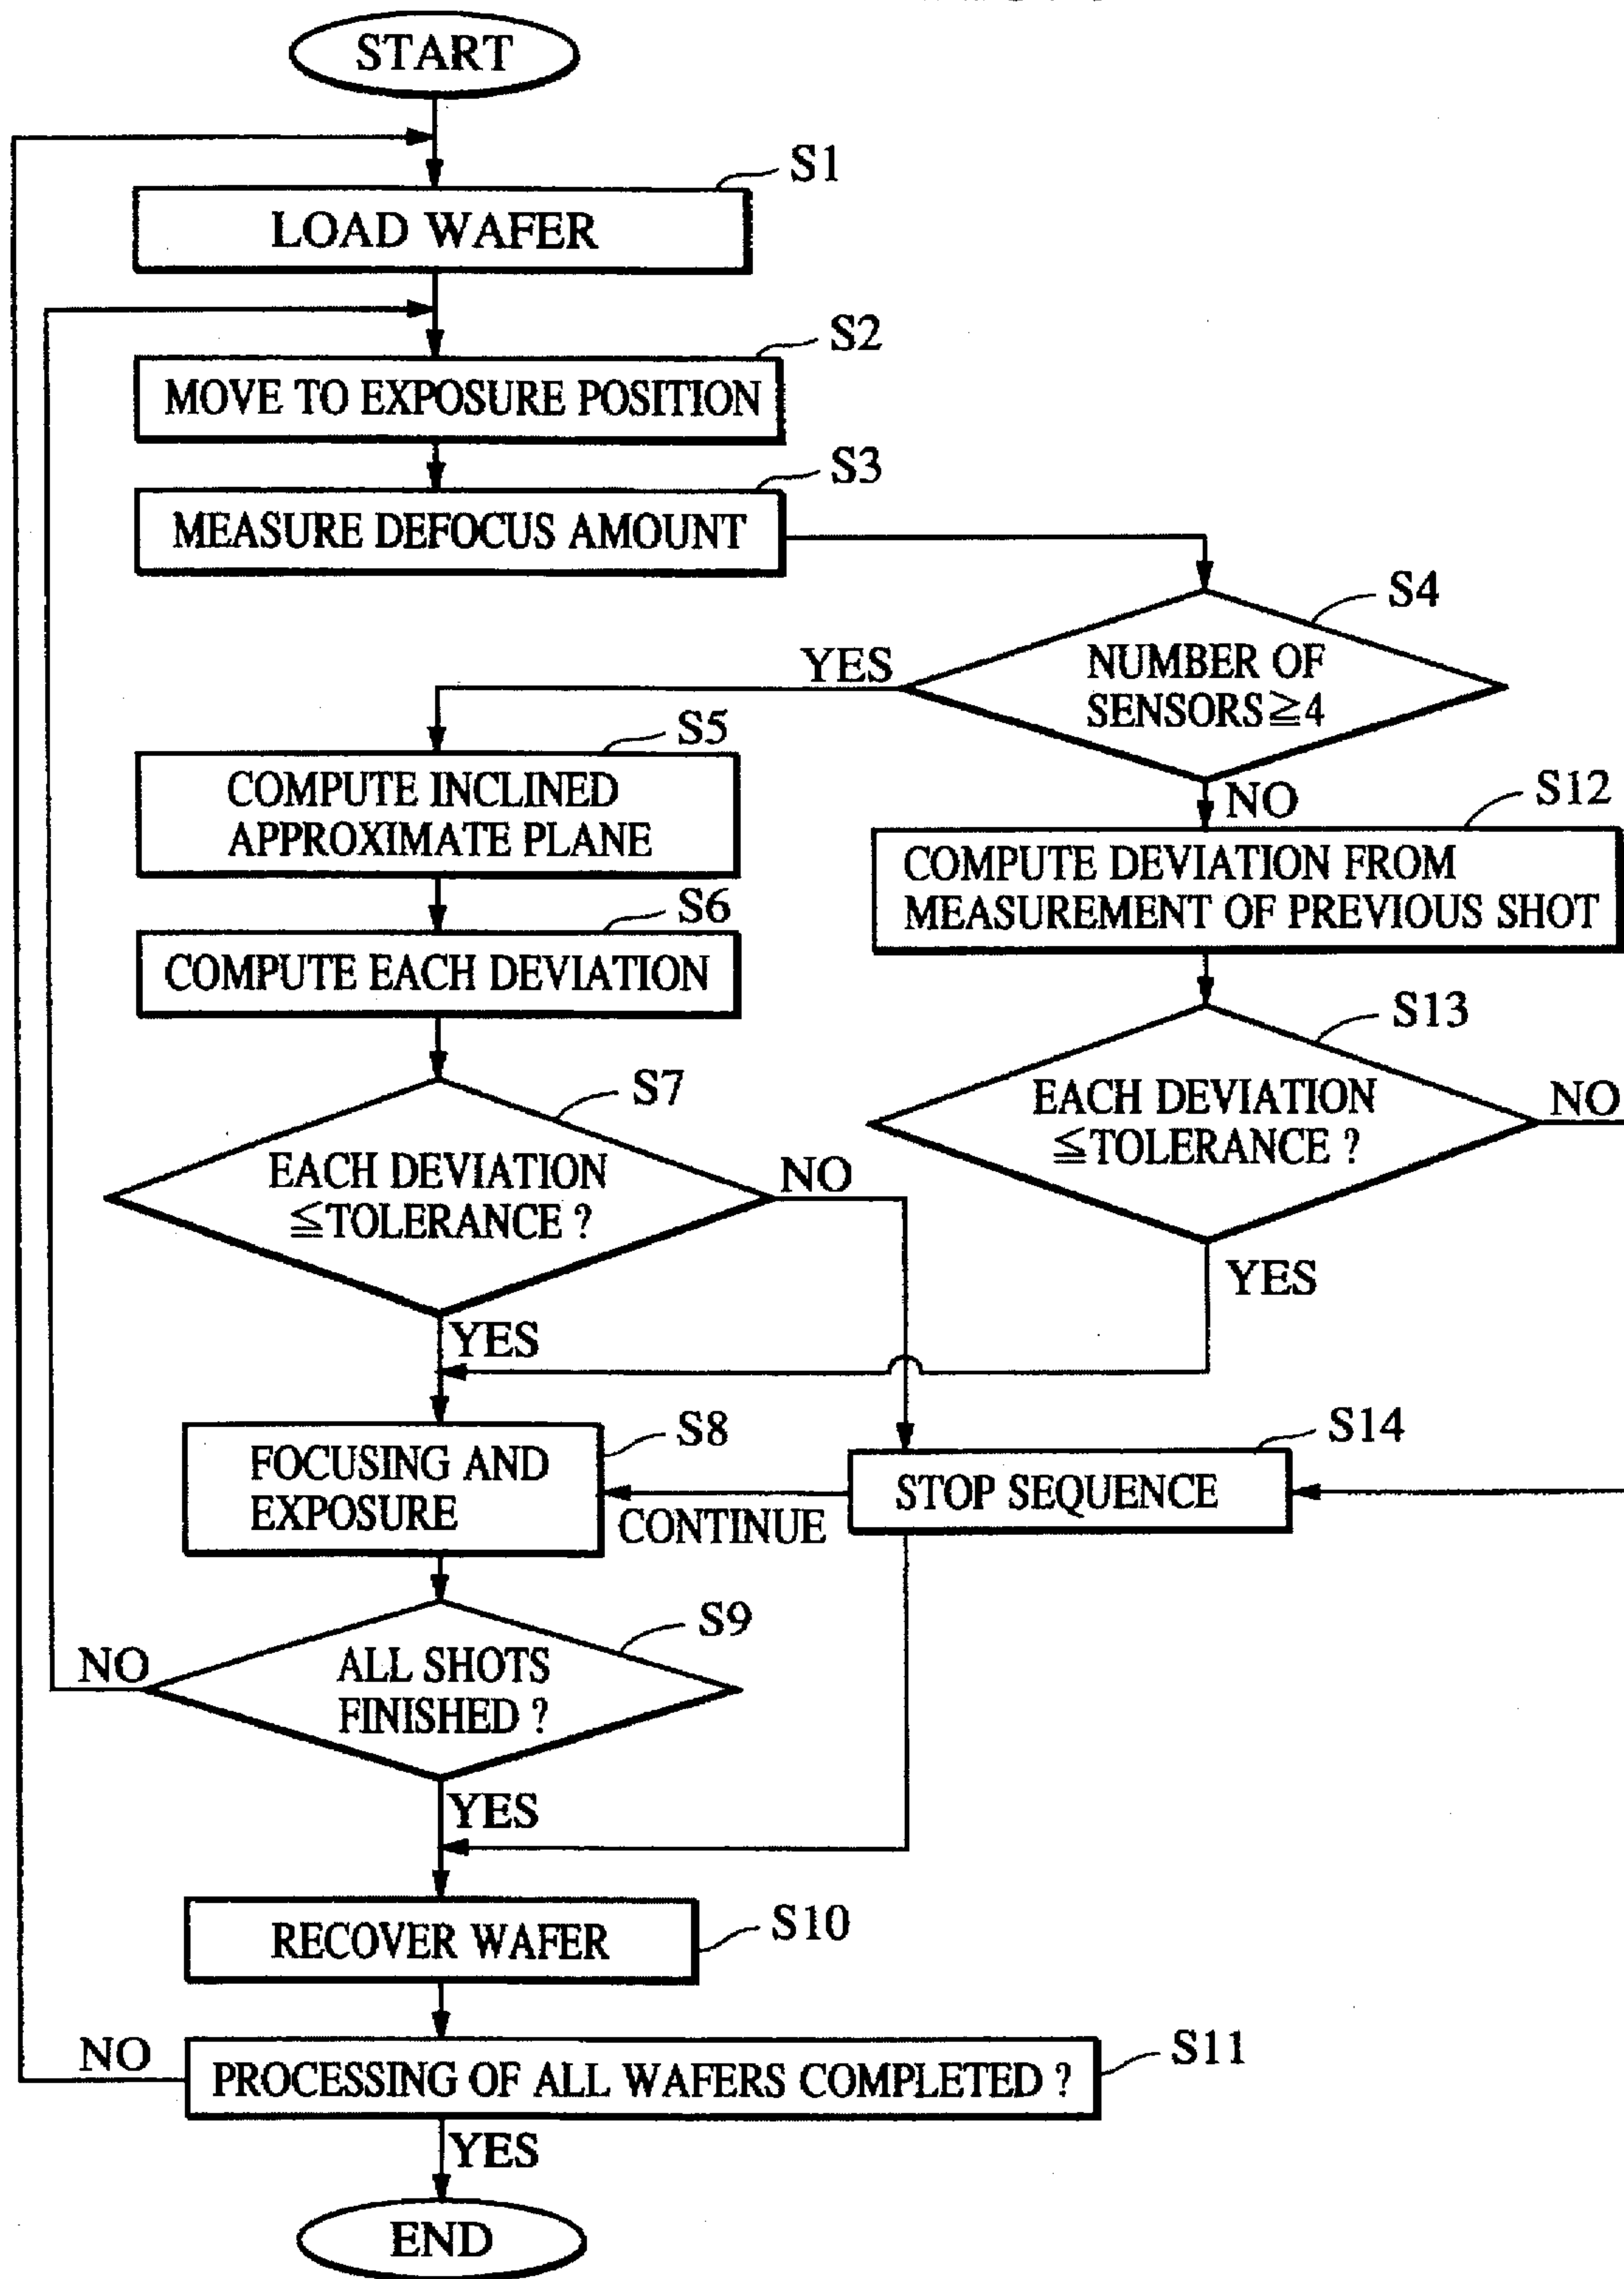 START
S1
LOAD WAFER
S2
MOVE TO EXPOSURE POSITION
S3
MEASURE DEFOCUS AMOUNT
S4
NUMBER OF
SENSORS≧4
YES
NO
S5
COMPUTE INCLINED
APPROXIMATE PLANE
S12
COMPUTE DEVIATION FROM
MEASUREMENT OF PREVIOUS SHOT
S6
COMPUTE EACH DEVIATION
S13
EACH DEVIATION
≦TOLERANCE ?
NO
YES
S7
EACH DEVIATION
≦TOLERANCE ?
NO
YES
S8
FOCUSING AND
EXPOSURE
S14
STOP SEQUENCE
CONTINUE
S9
ALL SHOTS
FINISHED ?
NO
YES
S10
RECOVER WAFER
S11
PROCESSING OF ALL WAFERS COMPLETED ?
NO
YES
END